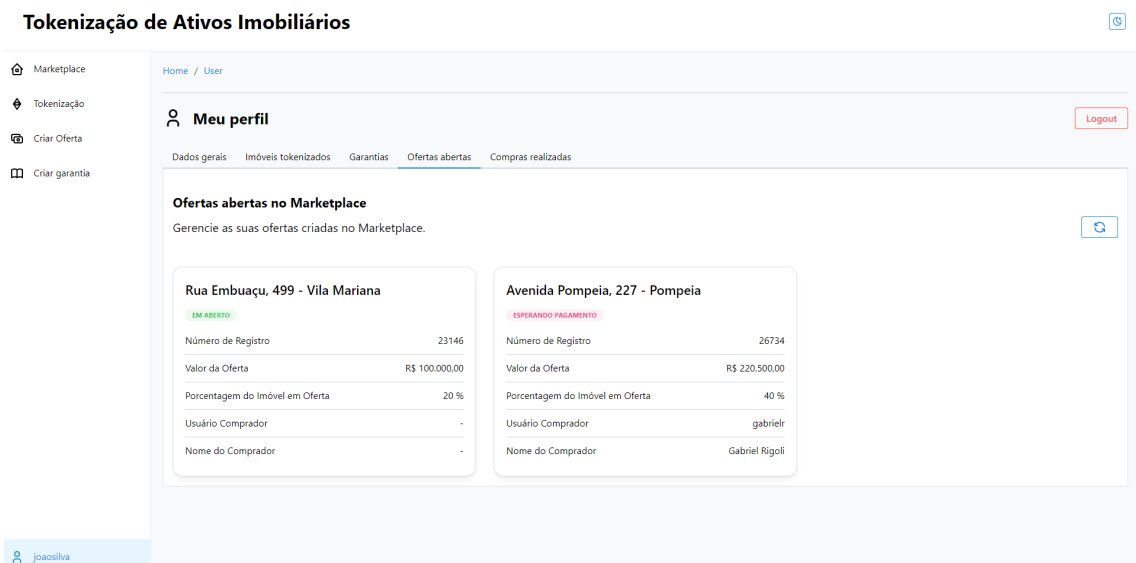 Tokenização de Ativos Imobiliários
Marketplace
Tokenização
Criar Oferta
Criar garantia
Home / User
Meu perfil
Logout
Dados gerais Imóveis tokenizados Garantias Ofertas abertas Compras realizadas
Ofertas abertas no Marketplace
Gerencie as suas ofertas criadas no Marketplace.
Rua Embuaçu, 499 - Vila Mariana
EM ABERTO
Número de Registro 23146
Valor da Oferta R$ 100.000,00
Porcentagem do Imóvel em Oferta 20 %
Usuário Comprador -
Nome do Comprador -
Avenida Pompeia, 227 - Pompeia
ESPERANDO PAGAMENTO
Número de Registro 26734
Valor da Oferta R$ 220.500,00
Porcentagem do Imóvel em Oferta 40 %
Usuário Comprador gabrielr
Nome do Comprador Gabriel Rigoli
joaosilva